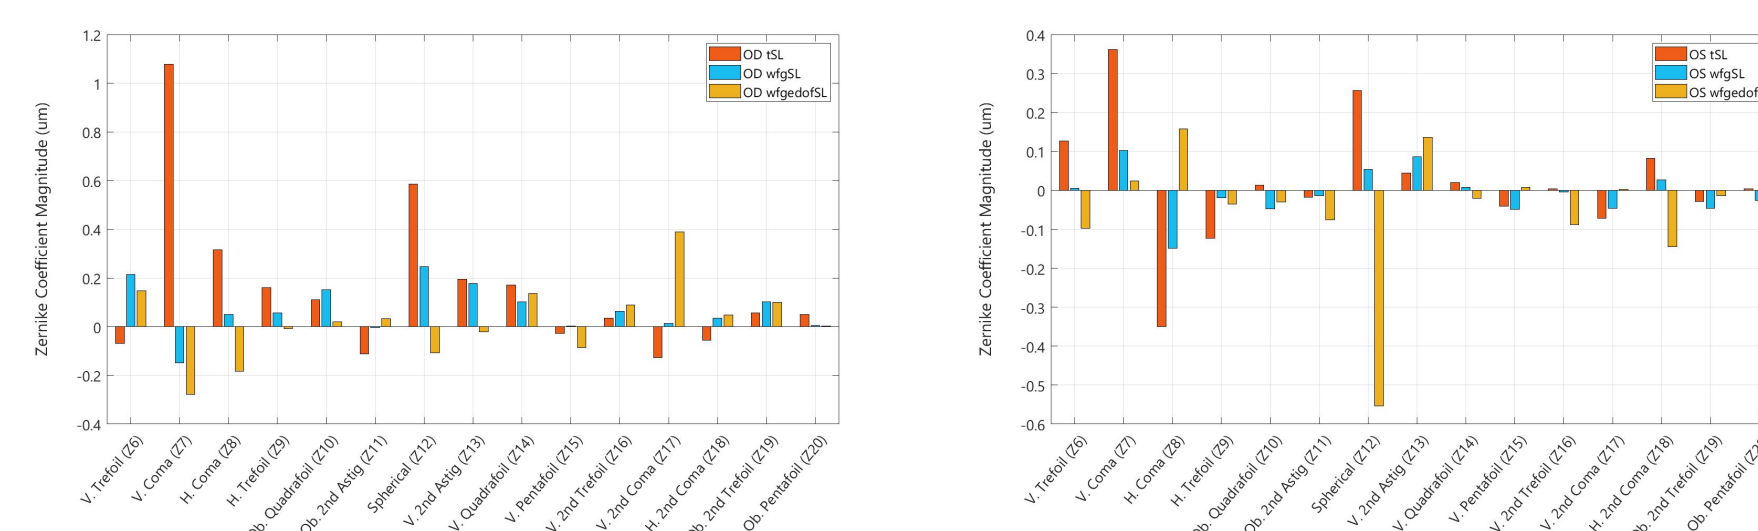 1.2
1
0.8
0.6
0.4
0.2
0
-0.2
-0.4
Zernike Coefficient Magnitude (um)
OD tSL
OD wfgSL
OD wfgedofSL
V. Trefoil (Z6)
V. Coma (Z7)
H. Coma (Z8)
H. Trefoil (Z9)
Ob. Quadrafoil (Z10)
Ob. 2nd Astig (Z11)
Spherical (Z12)
V. 2nd Astig (Z13)
V. Quadrafoil (Z14)
V. Pentafoil (Z15)
V. 2nd Trefoil (Z16)
V. 2nd Coma (Z17)
H. 2nd Coma (Z18)
Ob. 2nd Trefoil (Z19)
Ob. Pentafoil (Z20)
0.4
0.3
0.2
0.1
0
-0.1
-0.2
-0.3
-0.4
-0.5
-0.6
Zernike Coefficient Magnitude (um)
OS tSL
OS wfgSL
OS wfgedof
V. Trefoil (Z6)
V. Coma (Z7)
H. Coma (Z8)
H. Trefoil (Z9)
Ob. Quadrafoil (Z10)
Ob. 2nd Astig (Z11)
Spherical (Z12)
V. 2nd Astig (Z13)
V. Quadrafoil (Z14)
V. Pentafoil (Z15)
V. 2nd Trefoil (Z16)
V. 2nd Coma (Z17)
H. 2nd Coma (Z18)
Ob. 2nd Trefoil (Z19)
Ob. Pentafoil